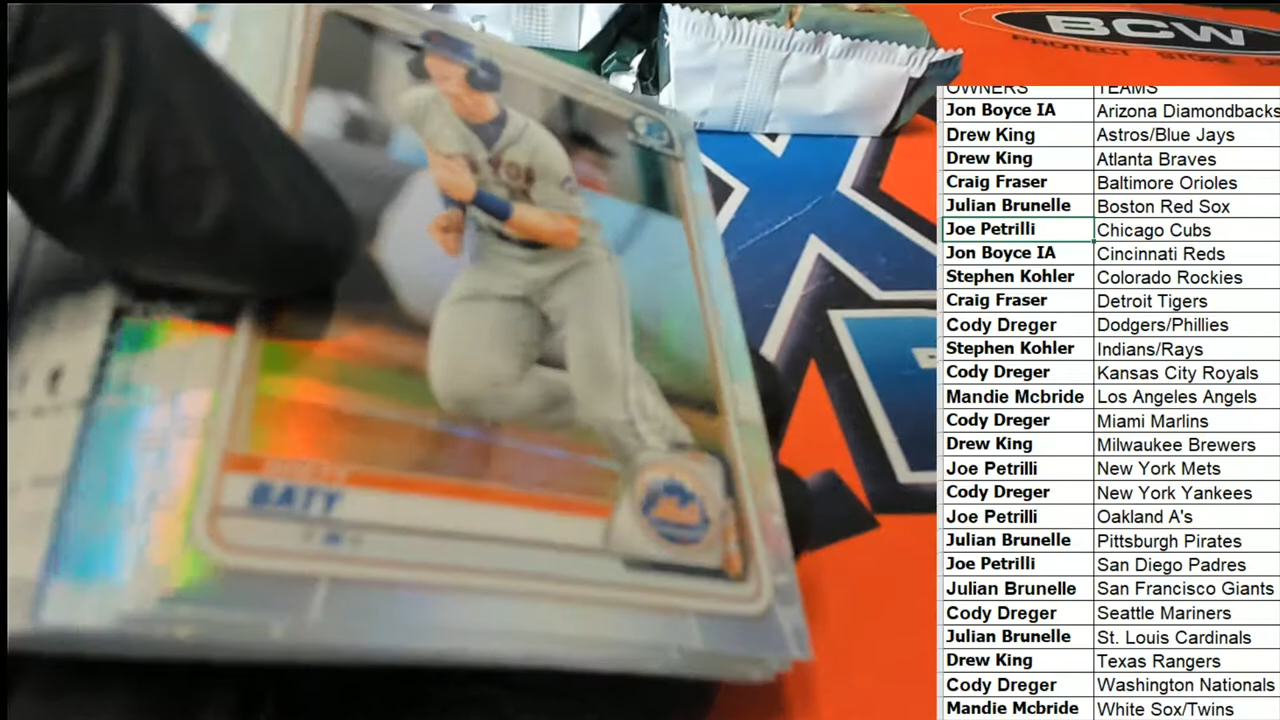 BCW
PROTECT STORE
OWNERS TEAMS
Jon Boyce IA Arizona Diamondbacks
Drew King Astros/Blue Jays
Drew King Atlanta Braves
Craig Fraser Baltimore Orioles
Julian Brunelle Boston Red Sox
Joe Petrilli Chicago Cubs
Jon Boyce IA Cincinnati Reds
Stephen Kohler Colorado Rockies
Craig Fraser Detroit Tigers
Cody Dreger Dodgers/Phillies
Stephen Kohler Indians/Rays
Cody Dreger Kansas City Royals
Mandie Mcbride Los Angeles Angels
Cody Dreger Miami Marlins
Drew King Milwaukee Brewers
Joe Petrilli New York Mets
Cody Dreger New York Yankees
Joe Petrilli Oakland A's
Julian Brunelle Pittsburgh Pirates
Joe Petrilli San Diego Padres
Julian Brunelle San Francisco Giants
Cody Dreger Seattle Mariners
Julian Brunelle St. Louis Cardinals
Drew King Texas Rangers
Cody Dreger Washington Nationals
Mandie Mcbride White Sox/Twins
BATY
Mets